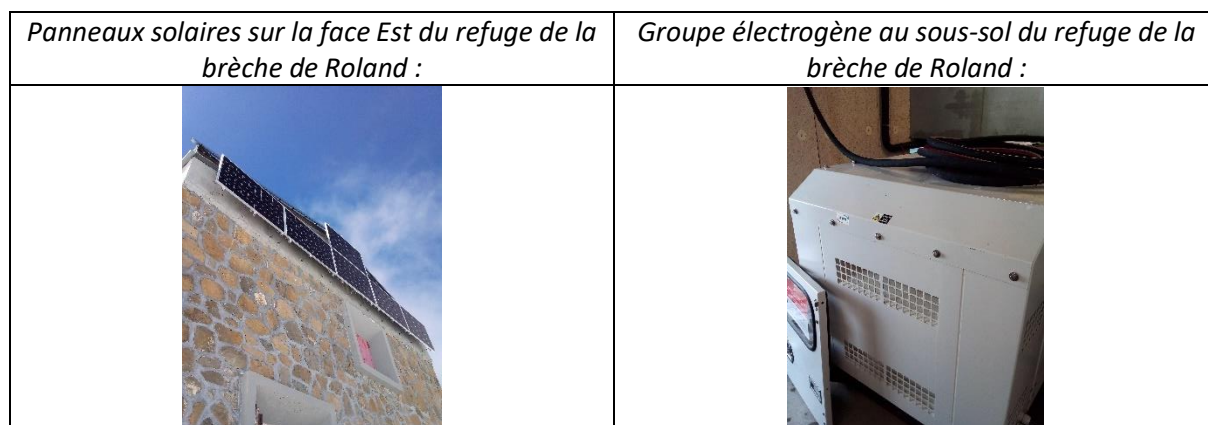 Panneaux solaires sur la face Est du refuge de la
brèche de Roland :
Groupe électrogène au sous-sol du refuge de la
brèche de Roland :